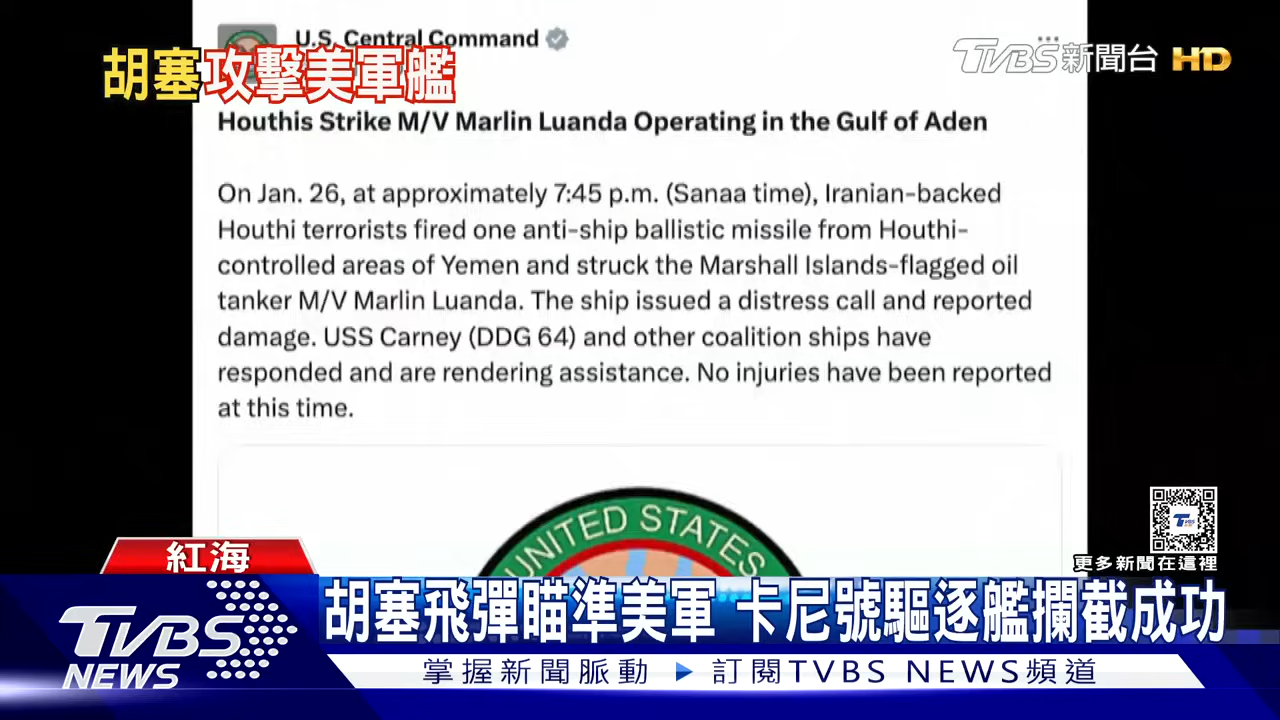 U.S. Central Command
胡塞攻擊美軍艦
TVBS新聞台 HD
Houthis Strike M/V Marlin Luanda Operating in the Gulf of Aden
On Jan. 26, at approximately 7:45 p.m. (Sanaa time), Iranian-backed
Houthi terrorists fired one anti-ship ballistic missile from Houthi-
controlled areas of Yemen and struck the Marshall Islands-flagged oil
tanker M/V Marlin Luanda. The ship issued a distress call and reported
damage. USS Carney (DDG 64) and other coalition ships have
responded and are rendering assistance. No injuries have been reported
at this time.
UNITED STATES
TVBS
更多新聞在這裡
紅海
胡塞飛彈瞄準美軍 卡尼號驅逐艦攔截成功
TVBS
NEWS
掌握新聞脈動 ▶ 訂閱TVBS NEWS頻道